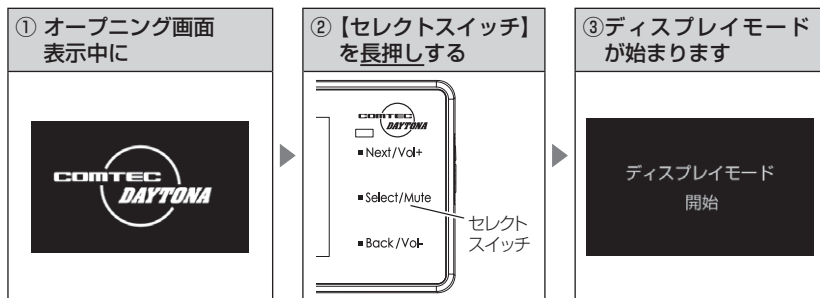 ① オープニング画面
表示中に
② 【セレクトスイッチ】
を長押しする
③ディスプレイモード
が始まります
COMTEC
DAYTONA
COMTEC
DAYTONA
■Next/Vol+
■Select/Mute
■Back/Vol-
セレクト
スイッチ
ディスプレイモード
開始